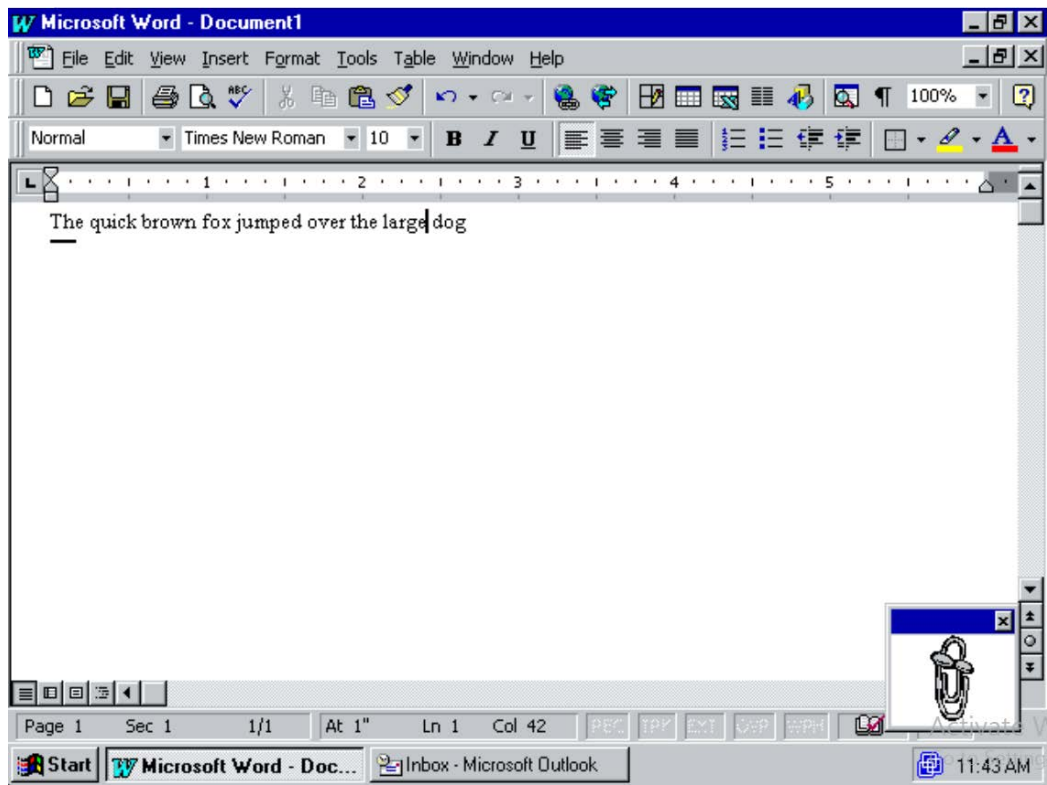 Microsoft Word - Document1
File Edit View Insert Format Tools Table Window Help
ABC 100%
Normal Times New Roman 10 B I U A
1 2 3 4 5
The quick brown fox jumped over the large dog
Page 1 Sec 1 1/1 At 1" Ln 1 Col 42 REC TRK EXT OVR WPH
Activate
Start Microsoft Word - Doc... Inbox - Microsoft Outlook 11:43 AM